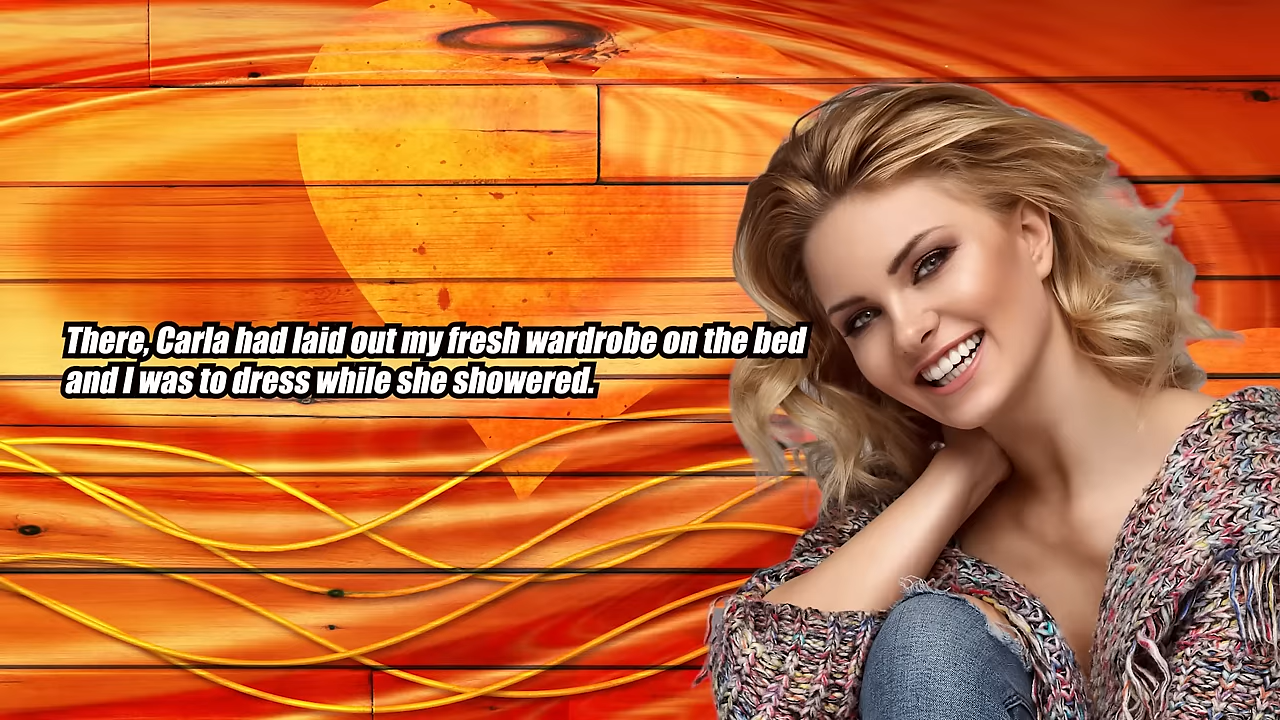 There, Carla had laid out my fresh wardrobe on the bed
and I was to dress while she showered.